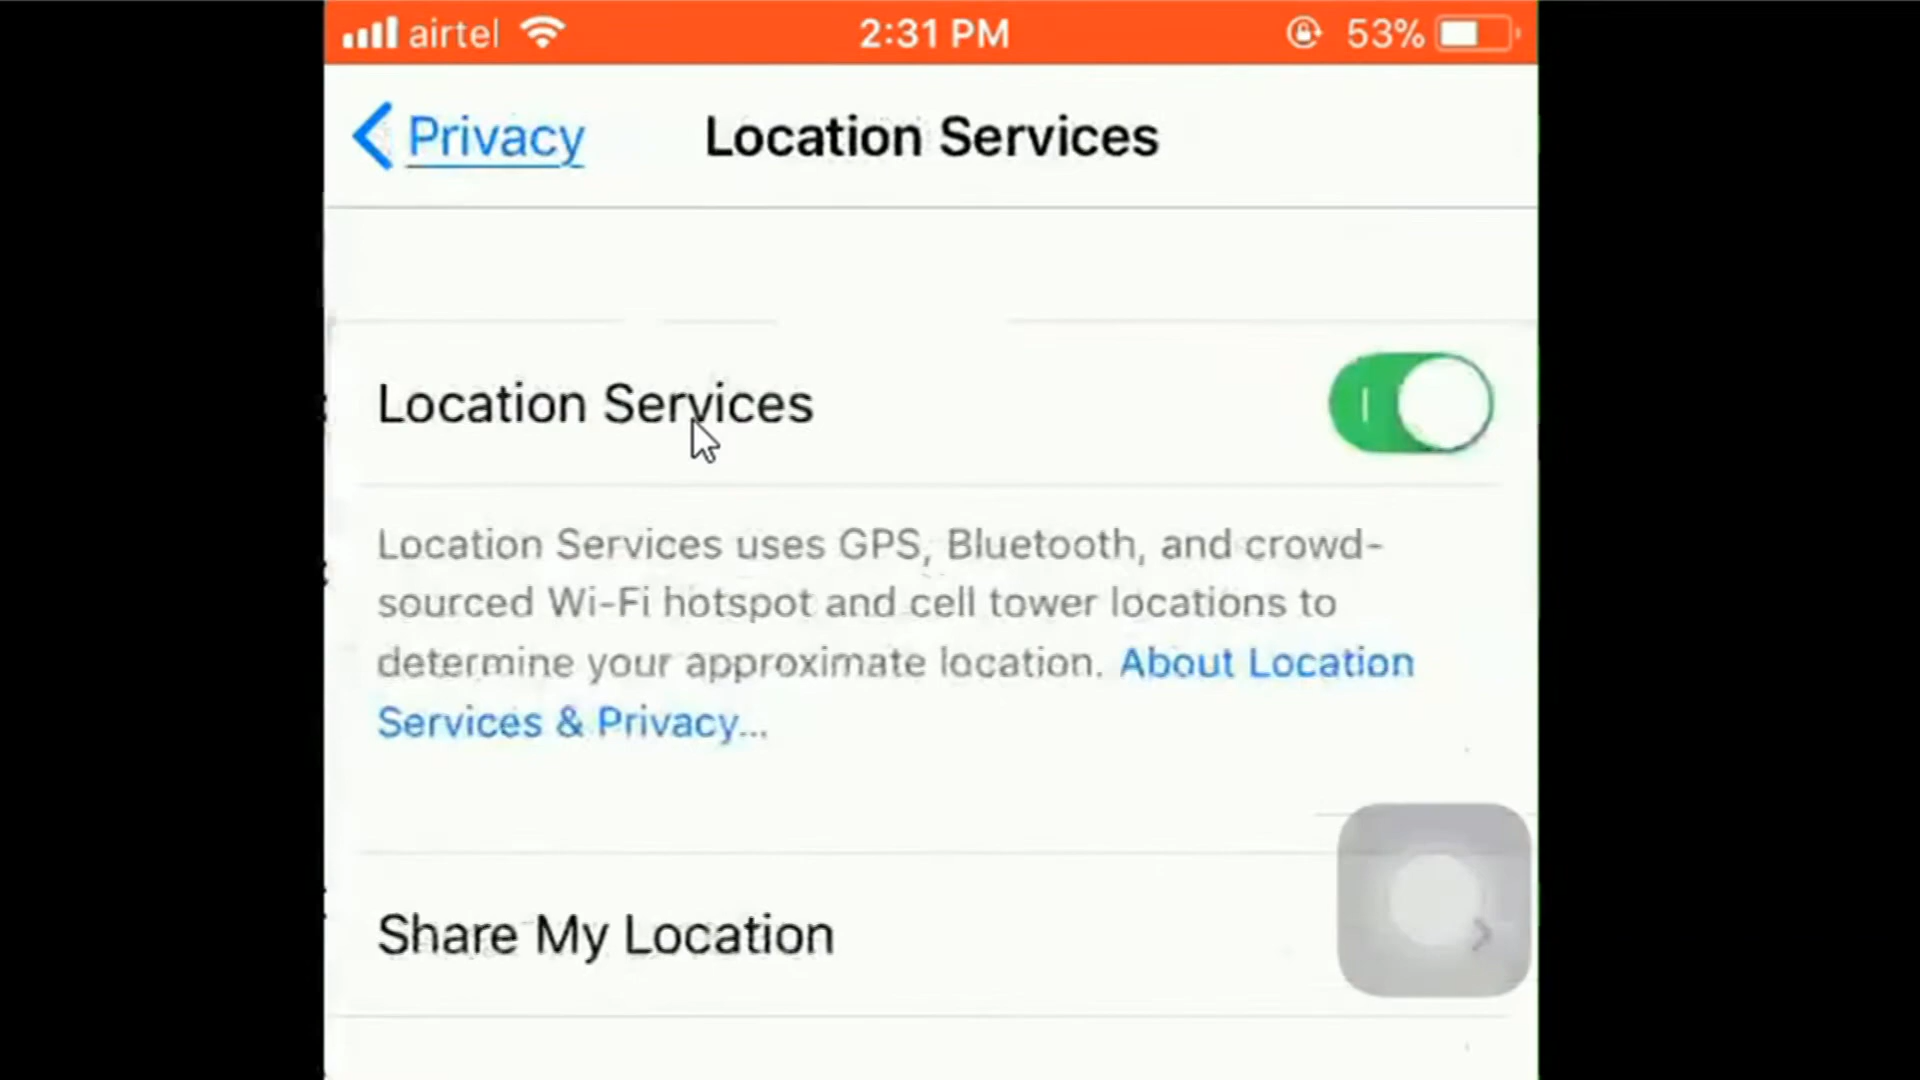 airtel 2:31 PM 53%
Privacy Location Services
Location Services
Location Services uses GPS, Bluetooth, and crowd-
sourced Wi-Fi hotspot and cell tower locations to
determine your approximate location. About Location
Services & Privacy...
Share My Location